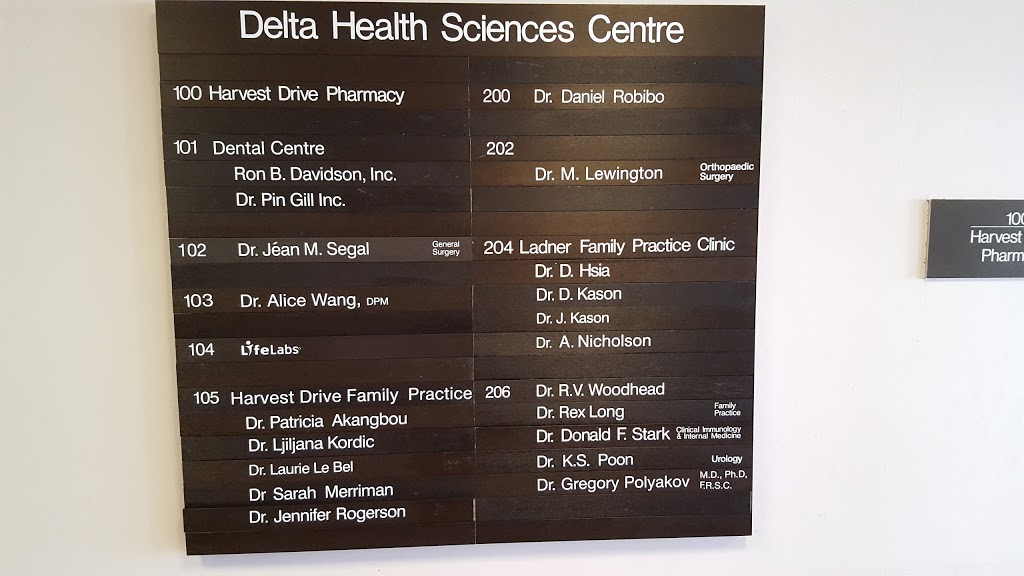 Delta Health Sciences Centre
100 Harvest Drive Pharmacy
101 Dental Centre
Ron B. Davidson, Inc.
Dr. Pin Gill Inc.
102 Dr. Jéan M. Segal General Surgery
103 Dr. Alice Wang, DPM
104 LifeLabs
105 Harvest Drive Family Practice
Dr. Patricia Akangbou
Dr. Ljiljana Kordic
Dr. Laurie Le Bel
Dr Sarah Merriman
Dr. Jennifer Rogerson
200 Dr. Daniel Robibo
202
Dr. M. Lewington Orthopaedic Surgery
204 Ladner Family Practice Clinic
Dr. D. Hsia
Dr. D. Kason
Dr. J. Kason
Dr. A. Nicholson
206 Dr. R.V. Woodhead
Dr. Rex Long Family Practice
Dr. Donald F. Stark Clinical Immunology & Internal Medicine
Dr. K.S. Poon Urology
Dr. Gregory Polyakov M.D., Ph.D, F.R.S.C.
100
Harvest
Pharm